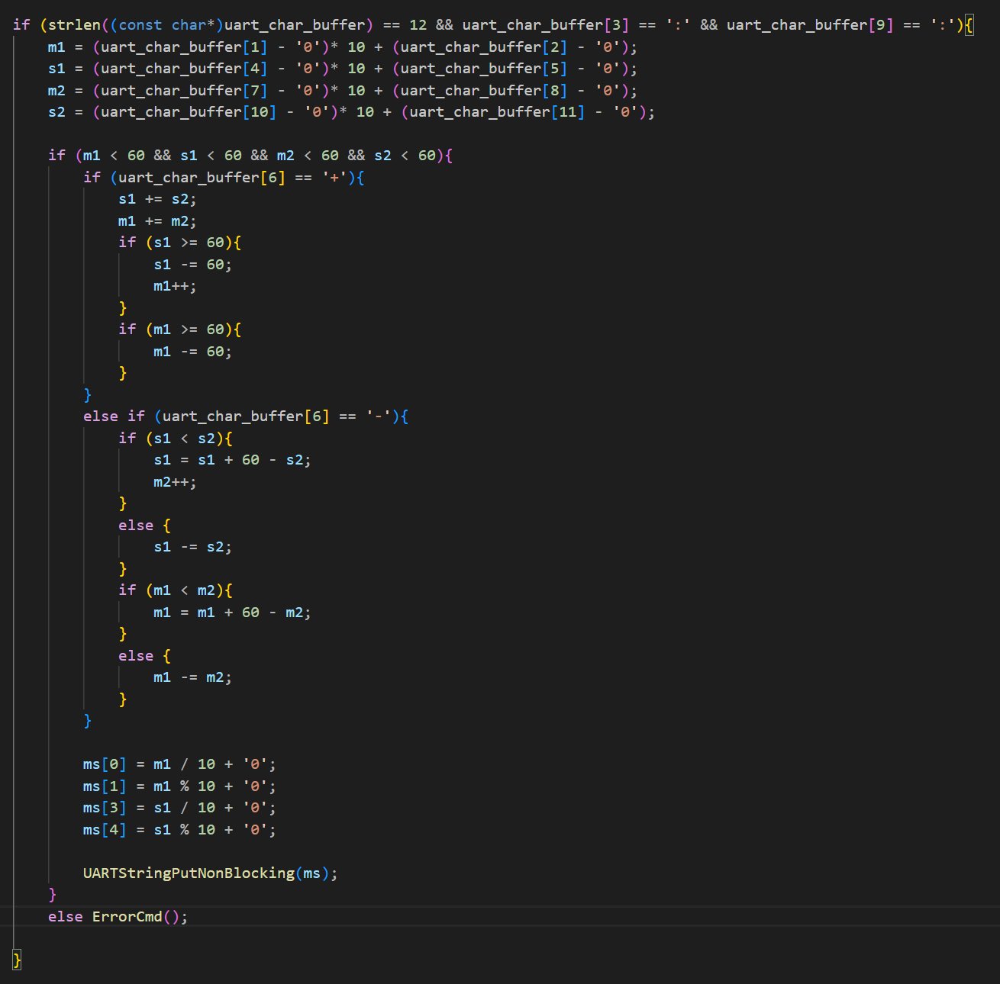 if (strlen((const char*)uart_char_buffer) == 12 && uart_char_buffer[3] == ':' && uart_char_buffer[9] == ':'){
    m1 = (uart_char_buffer[1] - '0')* 10 + (uart_char_buffer[2] - '0');
    s1 = (uart_char_buffer[4] - '0')* 10 + (uart_char_buffer[5] - '0');
    m2 = (uart_char_buffer[7] - '0')* 10 + (uart_char_buffer[8] - '0');
    s2 = (uart_char_buffer[10] - '0')* 10 + (uart_char_buffer[11] - '0');

    if (m1 < 60 && s1 < 60 && m2 < 60 && s2 < 60){
        if (uart_char_buffer[6] == '+'){
            s1 += s2;
            m1 += m2;
            if (s1 >= 60){
                s1 -= 60;
                m1++;
            }
            if (m1 >= 60){
                m1 -= 60;
            }
        }
        else if (uart_char_buffer[6] == '-'){
            if (s1 < s2){
                s1 = s1 + 60 - s2;
                m2++;
            }
            else {
                s1 -= s2;
            }
            if (m1 < m2){
                m1 = m1 + 60 - m2;
            }
            else {
                m1 -= m2;
            }
        }

        ms[0] = m1 / 10 + '0';
        ms[1] = m1 % 10 + '0';
        ms[3] = s1 / 10 + '0';
        ms[4] = s1 % 10 + '0';

        UARTStringPutNonBlocking(ms);
    }
    else ErrorCmd();

}